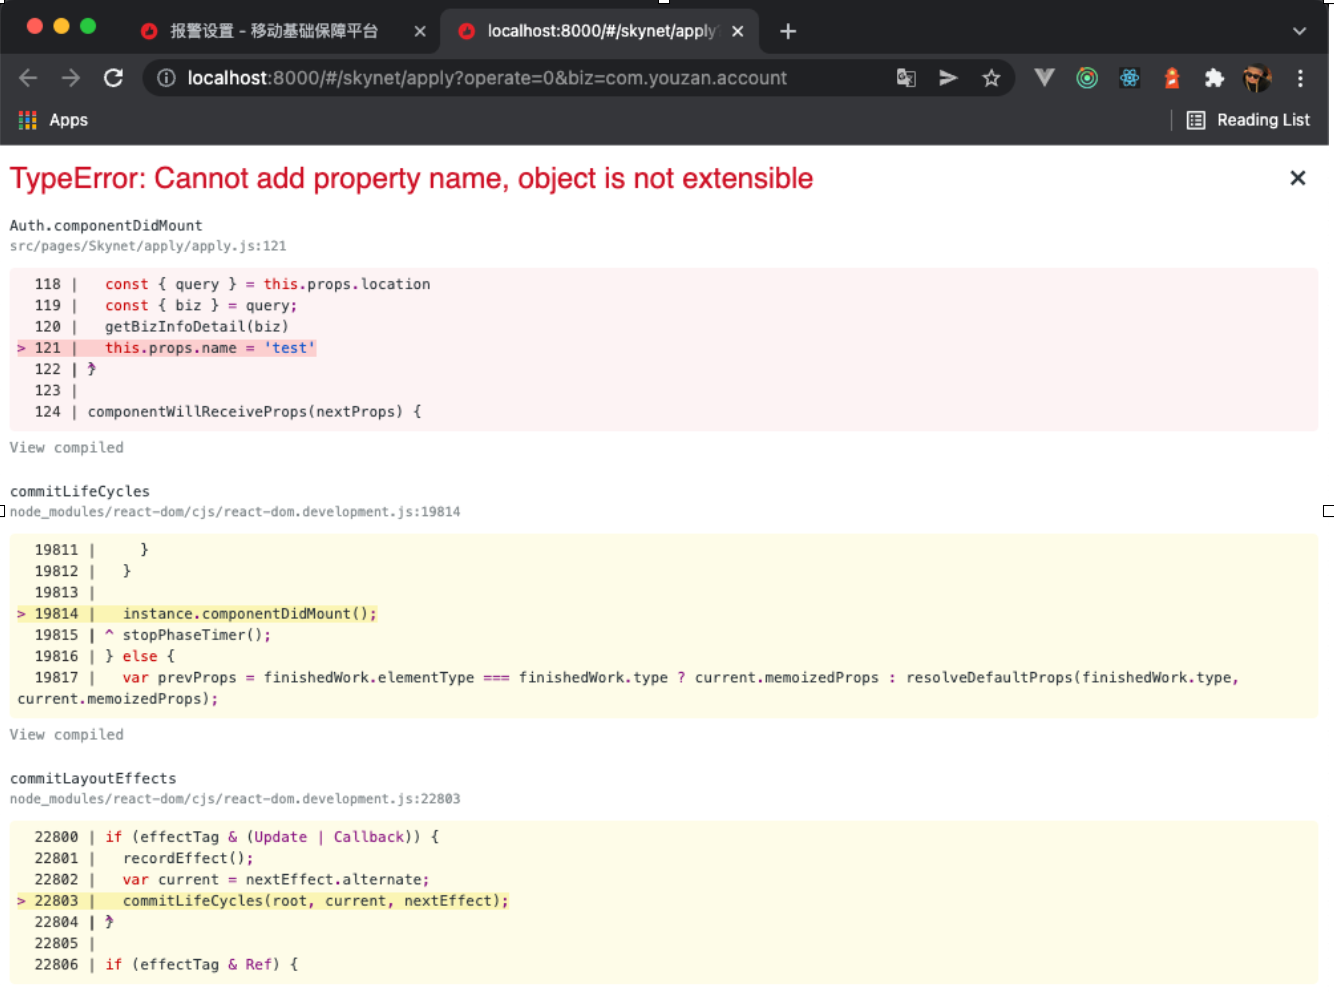 报警设置 - 移动基础保障平台
localhost:8000/#/skynet/apply
localhost:8000/#/skynet/apply?operate=0&biz=com.youzan.account
Apps
Reading List
TypeError: Cannot add property name, object is not extensible
Auth.componentDidMount
src/pages/Skynet/apply/apply.js:121
118 | const { query } = this.props.location
119 | const { biz } = query;
120 | getBizInfoDetail(biz)
> 121 | this.props.name = 'test'
122 | }
123 |
124 | componentWillReceiveProps(nextProps) {
View compiled
commitLifeCycles
node_modules/react-dom/cjs/react-dom.development.js:19814
19811 | }
19812 | }
19813 |
> 19814 | instance.componentDidMount();
19815 | ^ stopPhaseTimer();
19816 | } else {
19817 | var prevProps = finishedWork.elementType === finishedWork.type ? current.memoizedProps : resolveDefaultProps(finishedWork.type,
current.memoizedProps);
View compiled
commitLayoutEffects
node_modules/react-dom/cjs/react-dom.development.js:22803
22800 | if (effectTag & (Update | Callback)) {
22801 | recordEffect();
22802 | var current = nextEffect.alternate;
> 22803 | commitLifeCycles(root, current, nextEffect);
22804 | }
22805 |
22806 | if (effectTag & Ref) {